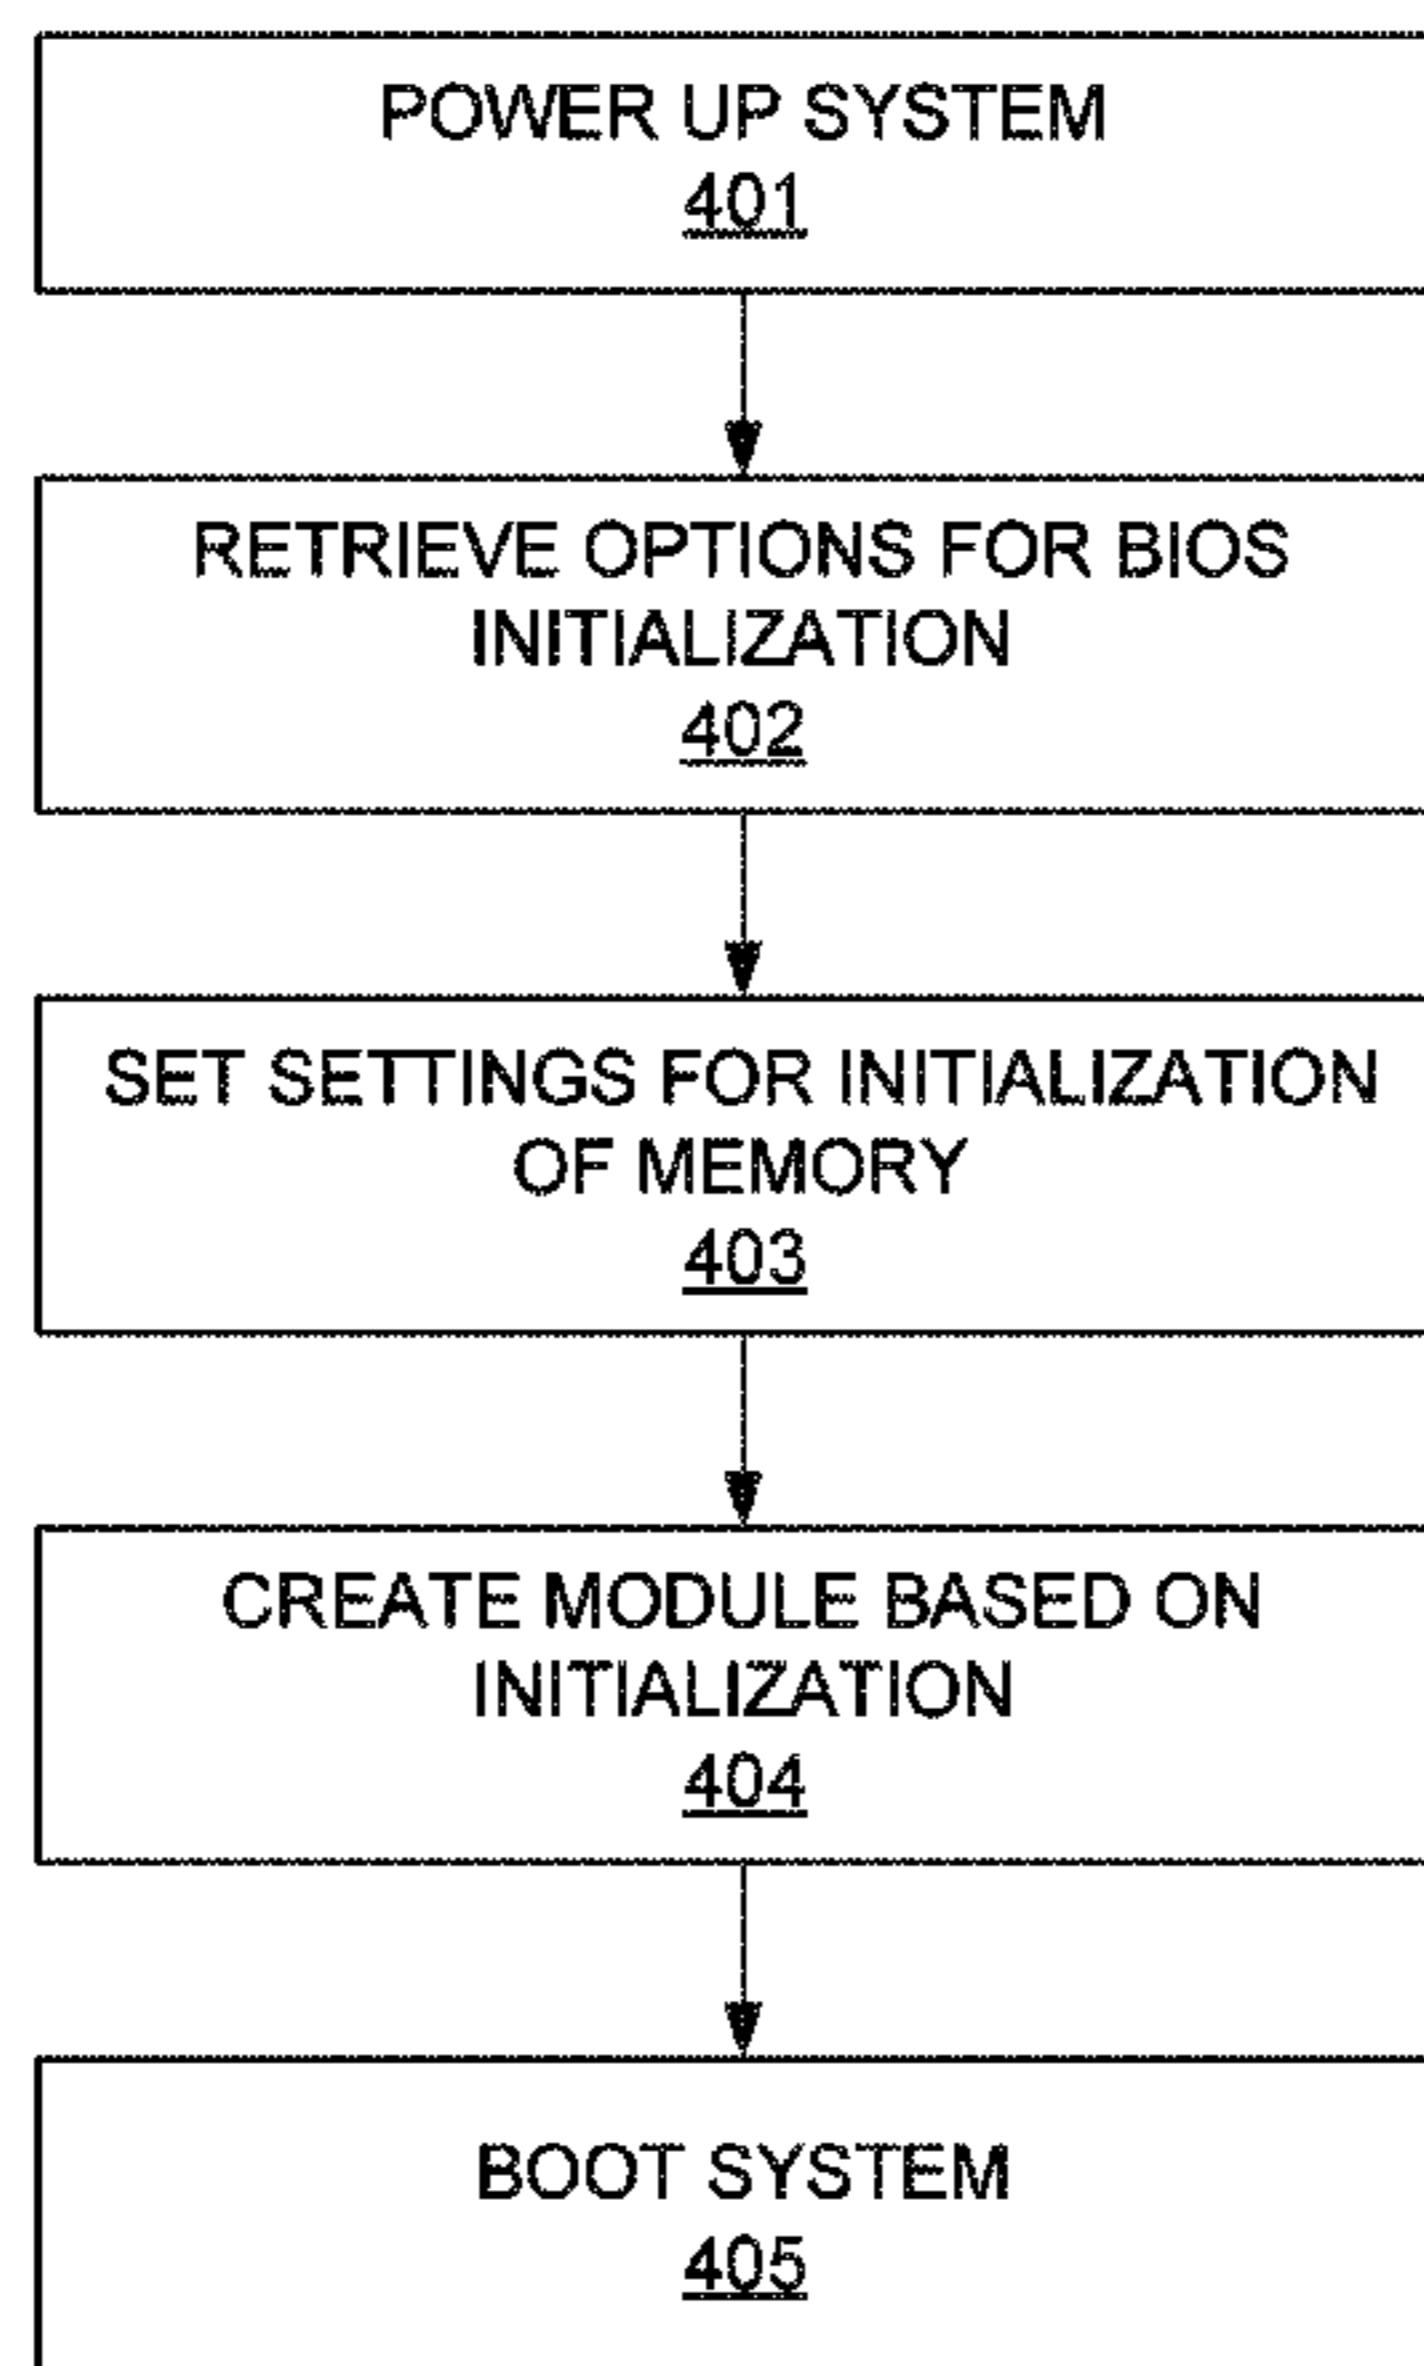 POWER UP SYSTEM
401
RETRIEVE OPTIONS FOR BIOS
INITIALIZATION
402
SET SETTINGS FOR INITIALIZATION
OF MEMORY
403
CREATE MODULE BASED ON
INITIALIZATION
404
BOOT SYSTEM
405